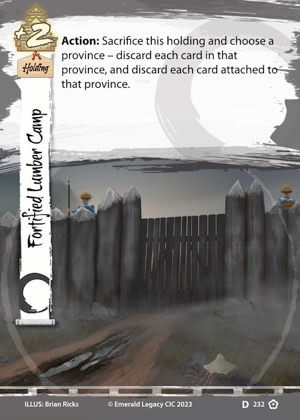 +2
Holding
Action: Sacrifice this holding and choose a
province – discard each card in that
province, and discard each card attached to
that province.
Fortified Lumber Camp
ILLUS: Brian Ricks © Emerald Legacy CIC 2023 D 232